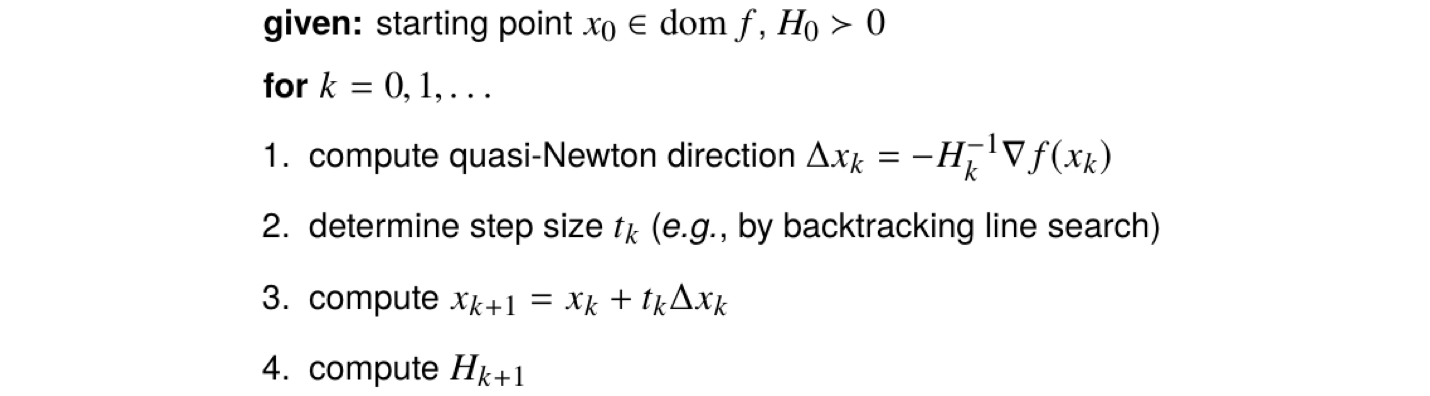 given: starting point x₀ ∈ dom f, H₀ ≻ 0
for k = 0, 1, . . .
1. compute quasi-Newton direction Δxₖ = −Hₖ⁻¹∇f(xₖ)
2. determine step size tₖ (e.g., by backtracking line search)
3. compute xₖ₊₁ = xₖ + tₖΔxₖ
4. compute Hₖ₊₁